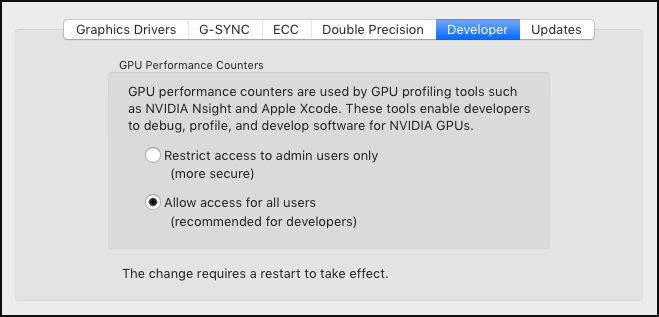 Graphics Drivers G-SYNC ECC Double Precision Developer Updates
GPU Performance Counters
GPU performance counters are used by GPU profiling tools such
as NVIDIA Nsight and Apple Xcode. These tools enable developers
to debug, profile, and develop software for NVIDIA GPUs.
Restrict access to admin users only
(more secure)
Allow access for all users
(recommended for developers)
The change requires a restart to take effect.